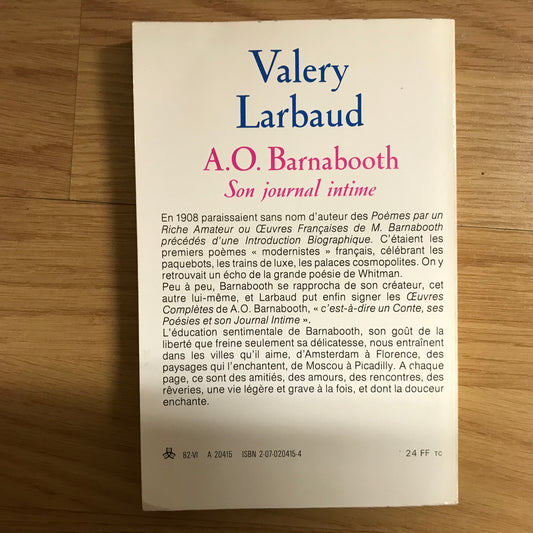 Valery
Larbaud
A.O. Barnabooth
Son journal intime
En 1908 paraissaient sans nom d'auteur des Poèmes par un
Riche Amateur ou Œuvres Françaises de M. Barnabooth
précédés d'une Introduction Biographique. C'étaient les
premiers poèmes « modernistes » français, célébrant les
paquebots, les trains de luxe, les palaces cosmopolites. On y
retrouvait un écho de la grande poésie de Whitman.
Peu à peu, Barnabooth se rapprocha de son créateur, cet
autre lui-même, et Larbaud put enfin signer les Œuvres
Complètes de A.O. Barnabooth, « c'est-à-dire un Conte, ses
Poésies et son Journal Intime ».
L'éducation sentimentale de Barnabooth, son goût de la
liberté que freine seulement sa délicatesse, nous entraînent
dans les villes qu'il aime, d'Amsterdam à Florence, des
paysages qui l'enchantent, de Moscou à Picadilly. A chaque
page, ce sont des amitiés, des amours, des rencontres, des
rêveries, une vie légère et grave à la fois, et dont la douceur
enchante.
82-VI A 20415 ISBN 2-07-020415-4 24 FF TC